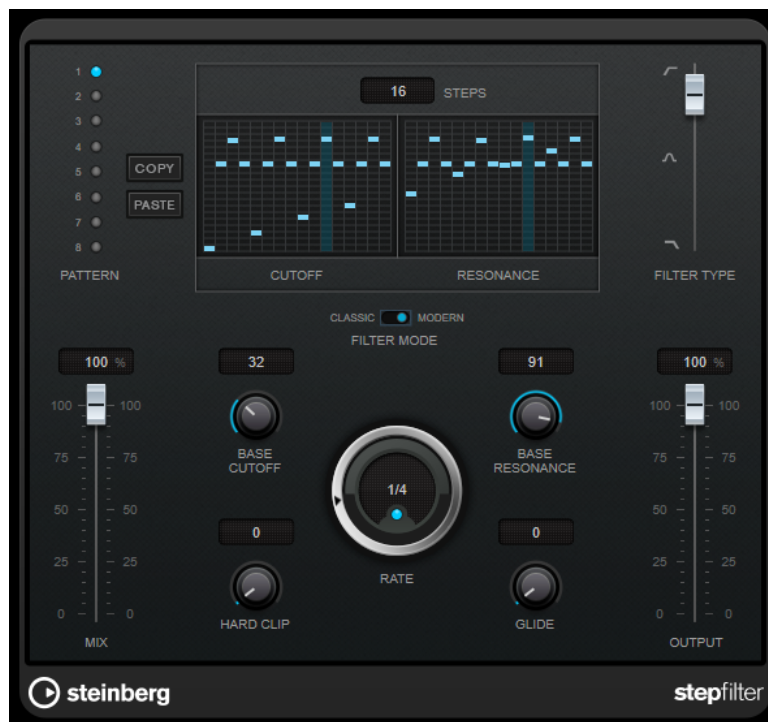 1
2
3
4
5
6
7
8
PATTERN
COPY
PASTE
16 STEPS
CUTOFF RESONANCE
FILTER TYPE
CLASSIC MODERN
FILTER MODE
100 %
32
91
100 %
100 100
75 75
50 50
25 25
0 0
MIX
BASE
CUTOFF
0
HARD CLIP
1/4
RATE
BASE
RESONANCE
0
GLIDE
100 100
75 75
50 50
25 25
0 0
OUTPUT
steinberg
stepfilter